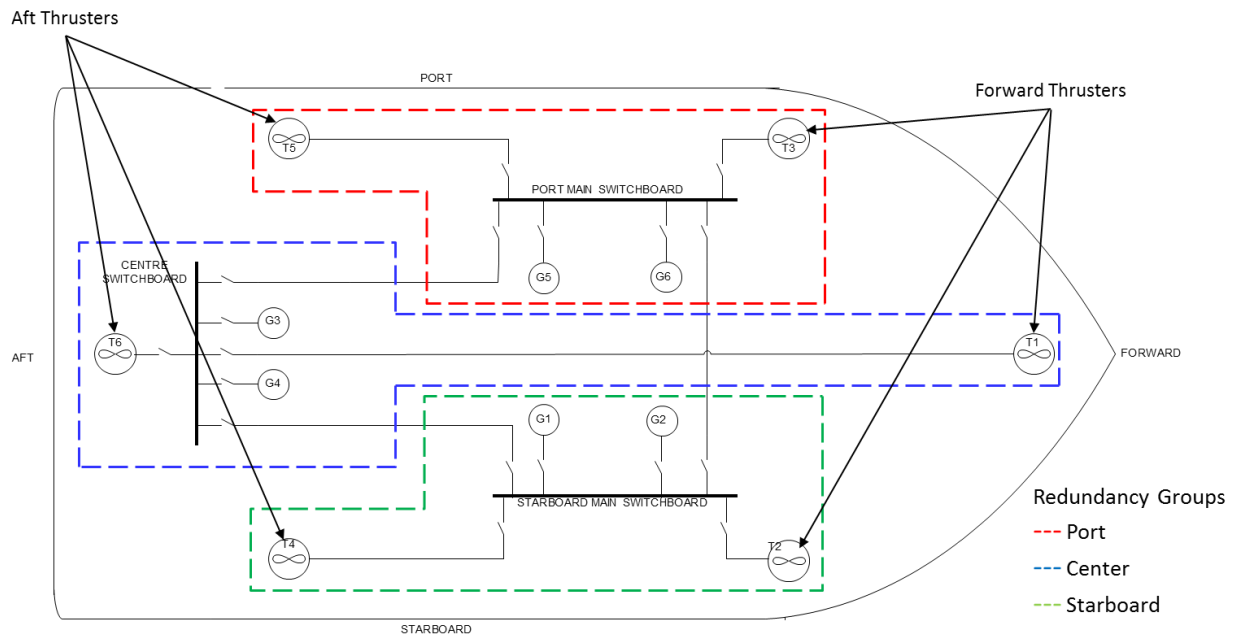 Aft Thrusters
PORT
Forward Thrusters
T5
T3
PORT MAIN SWITCHBOARD
CENTRE
SWITCHBOARD
G5
G6
G3
T6
T1
AFT
FORWARD
G4
G1
G2
STARBOARD MAIN SWITCHBOARD
Redundancy Groups
Port
T4
T2
Center
Starboard
STARBOARD